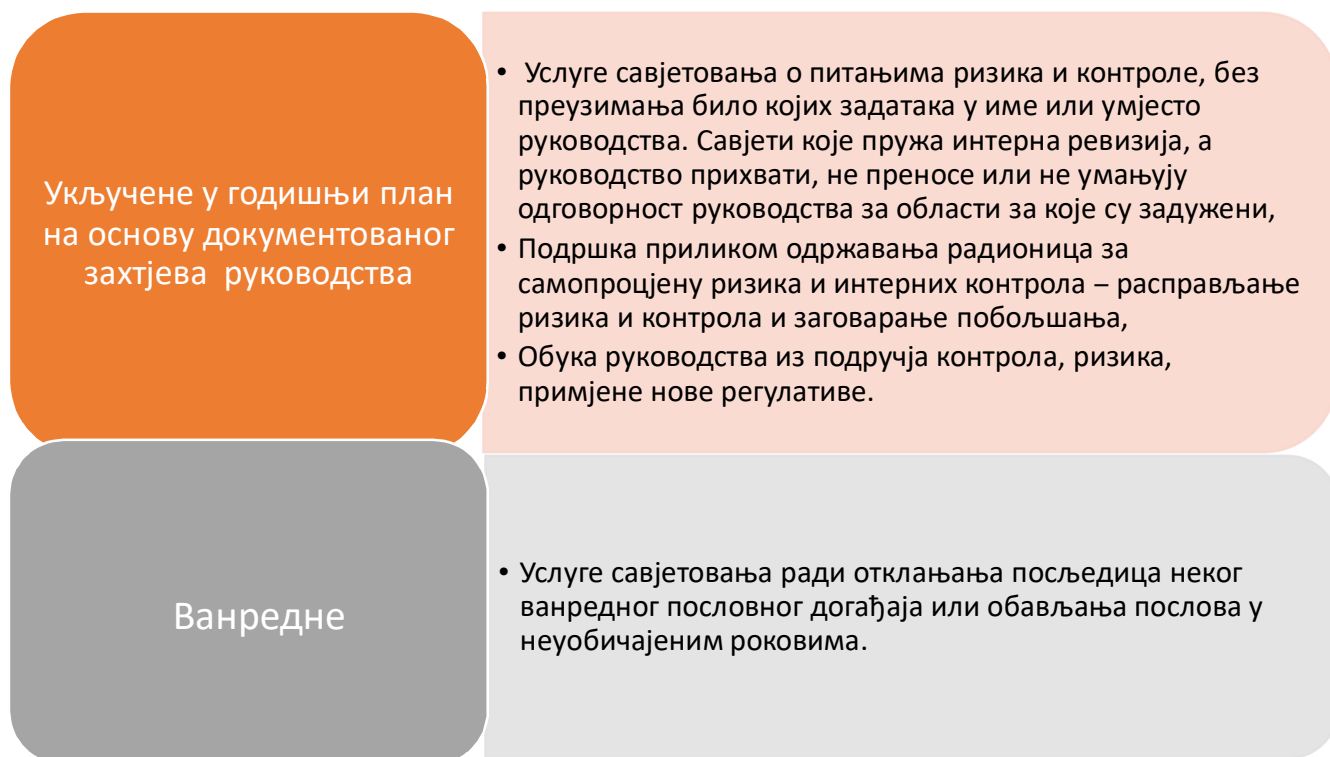 Укључене у годишњи план
на основу документованог
захтјева руководства
• Услуге савјетовања о питањима ризика и контроле, без
преузимања било којих задатака у име или умјесто
руководства. Савјети које пружа интерна ревизија, а
руководство прихвати, не преносе или не умањују
одговорност руководства за области за које су задужени,
• Подршка приликом одржавања радионица за
самопроцјену ризика и интерних контрола – расправљање
ризика и контрола и заговарање побољшања,
• Обука руководства из подручја контрола, ризика,
примјене нове регулативе.
Ванредне
• Услуге савјетовања ради отклањања посљедица неког
ванредног пословног догађаја или обављања послова у
неуобичајеним роковима.